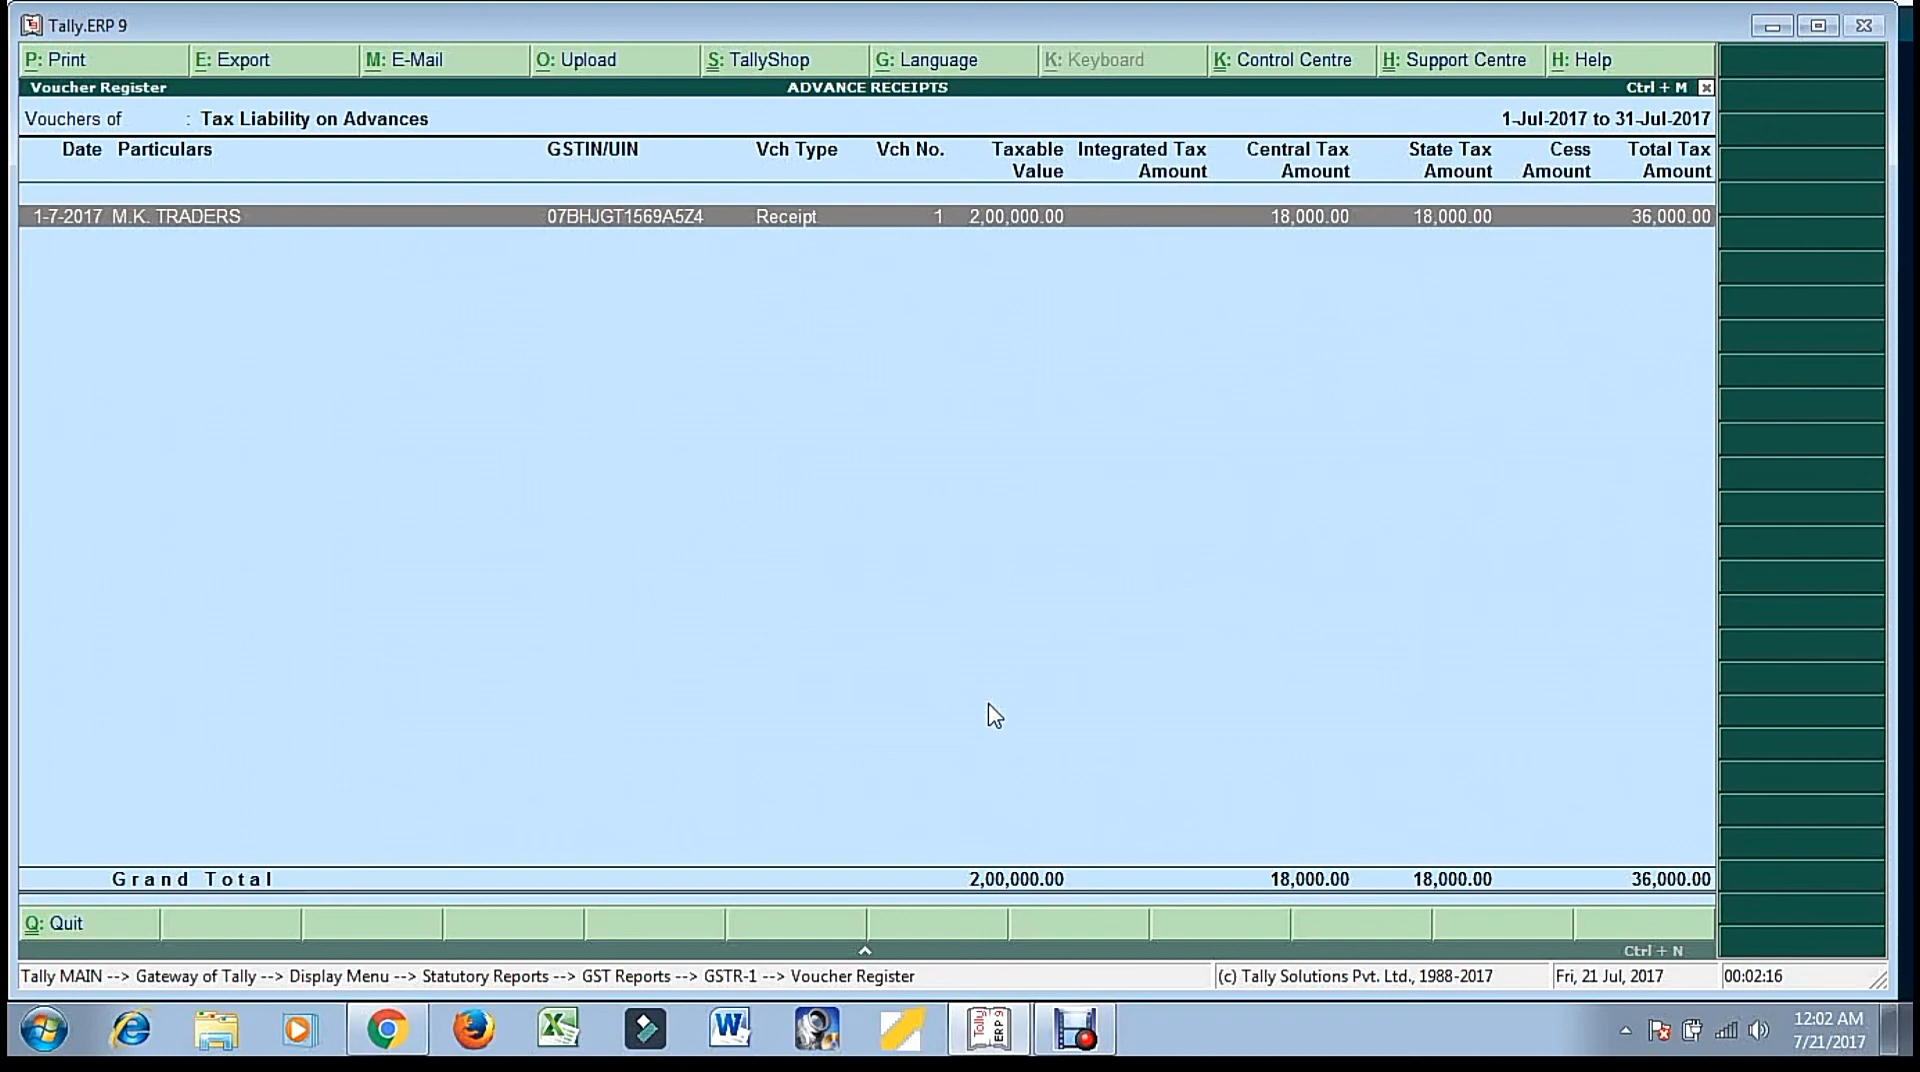 Tally.ERP 9
P: Print E: Export M: E-Mail O: Upload S: TallyShop G: Language K: Keyboard K: Control Centre H: Support Centre H: Help
Voucher Register ADVANCE RECEIPTS Ctrl + M
Vouchers of : Tax Liability on Advances 1-Jul-2017 to 31-Jul-2017
Date Particulars GSTIN/UIN Vch Type Vch No. Taxable Integrated Tax Central Tax State Tax Cess Total Tax
Value Amount Amount Amount Amount Amount
1-7-2017 M.K. TRADERS 07BHJGT1569A5Z4 Receipt 1 2,00,000.00 18,000.00 18,000.00 36,000.00
Grand Total 2,00,000.00 18,000.00 18,000.00 36,000.00
Q: Quit
Ctrl + N
Tally MAIN --> Gateway of Tally --> Display Menu --> Statutory Reports --> GST Reports --> GSTR-1 --> Voucher Register (c) Tally Solutions Pvt. Ltd., 1988-2017 Fri, 21 Jul, 2017 00:02:16
Tally ERP 9
12:02 AM
7/21/2017